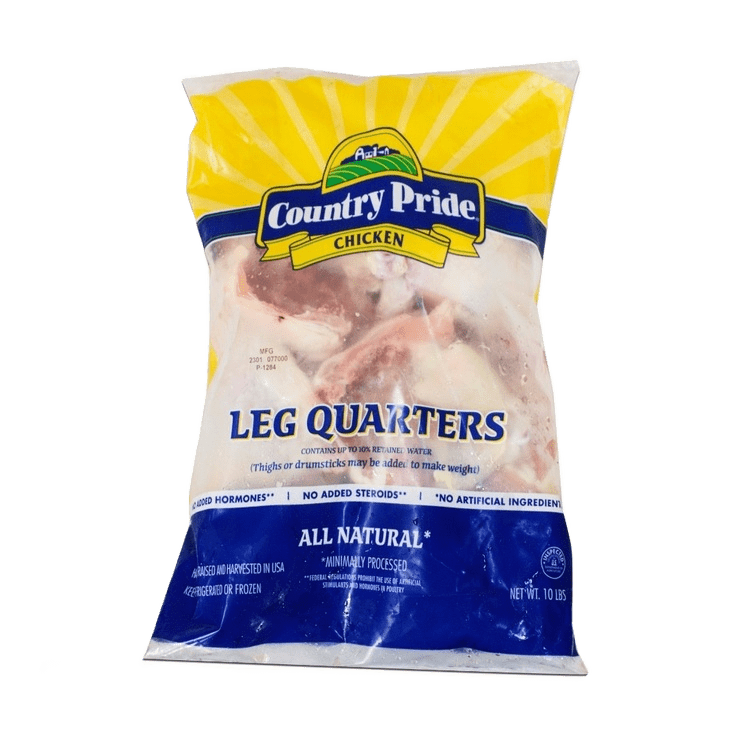 Country Pride
CHICKEN
MFG
2301 077000
P-1284
LEG QUARTERS
CONTAINS UP TO 10% RETAINED WATER
(Thighs or drumsticks may be added to make weight)
ADDED HORMONES** | NO ADDED STEROIDS** | *NO ARTIFICIAL INGREDIENT
ALL NATURAL*
*MINIMALLY PROCESSED
RAISED AND HARVESTED IN USA
**FEDERAL REGULATIONS PROHIBIT THE USE OF ARTIFICIAL
STIMULANTS AND HORMONES IN POULTRY
REFRIGERATED OR FROZEN
INSPECTED
NET WT. 10 LBS